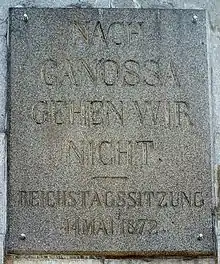 NACH
CANOSSA
GEHEN WIR
NICHT.
REICHSTAGSSITZUNG
14 MAI 1872.